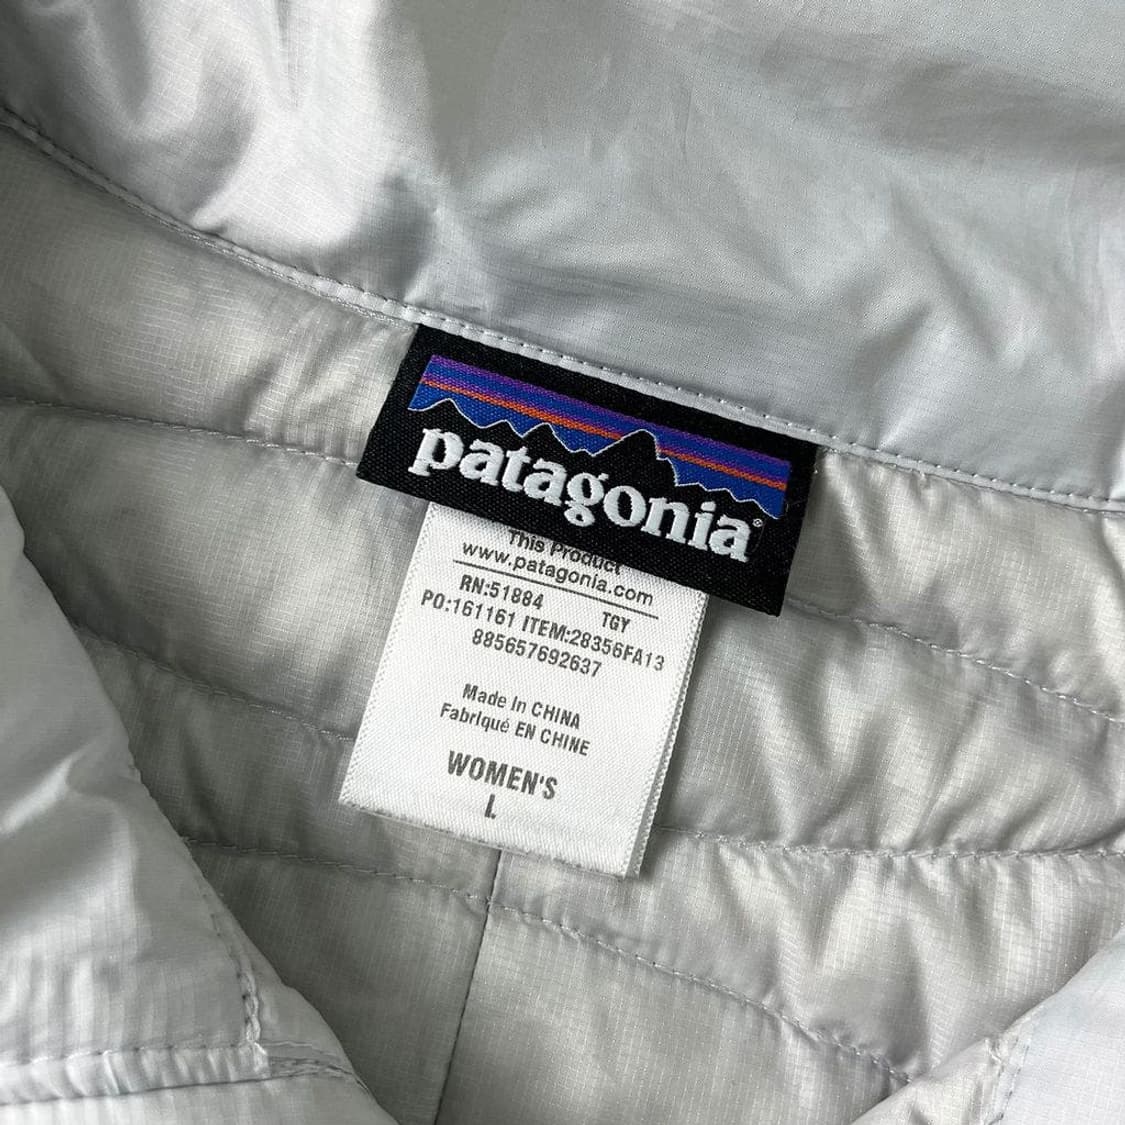 patagonia®
This Product
www.patagonia.com
RN:51884 TGY
PO:161161 ITEM:28356FA13
885657692637
Made In CHINA
Fabriqué EN CHINE
WOMEN'S
L